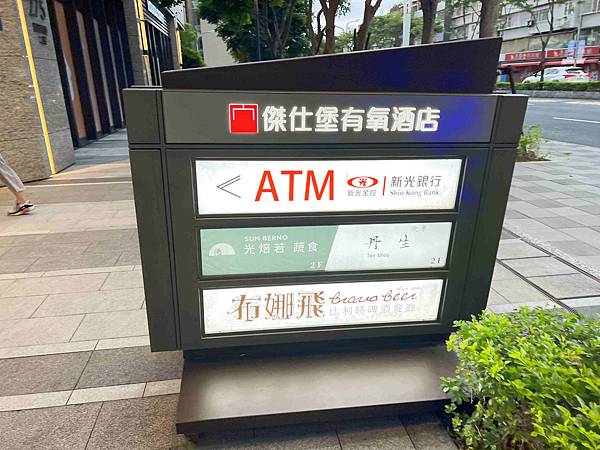 傑仕堡有氧酒店
< ATM 新光金控 新光銀行
Shin Kong Bank
SUN BERNO
光焙若 蔬食
2F
丹生
Tan Shou
2F
布娜飛 bravo beer
比利時啤酒餐廳